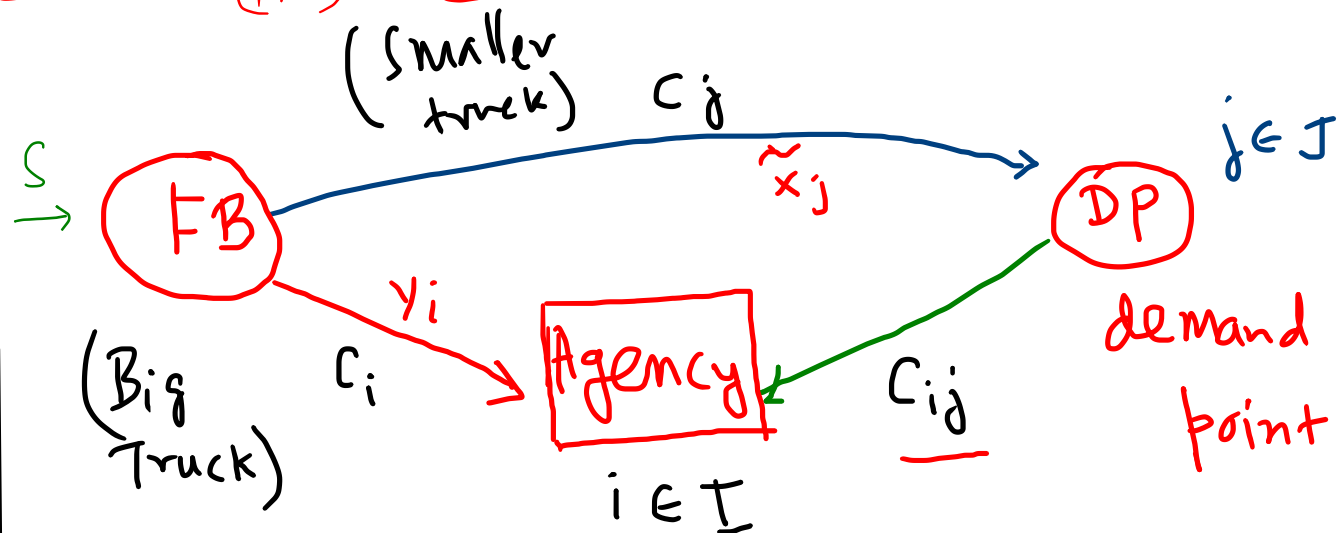 (Smaller
truck)
C_j
j ∈ J
S
FB
x̃_j
DP
y_i
Agency
demand
(Big
Truck)
C_i
C_ij
point
i ∈ I